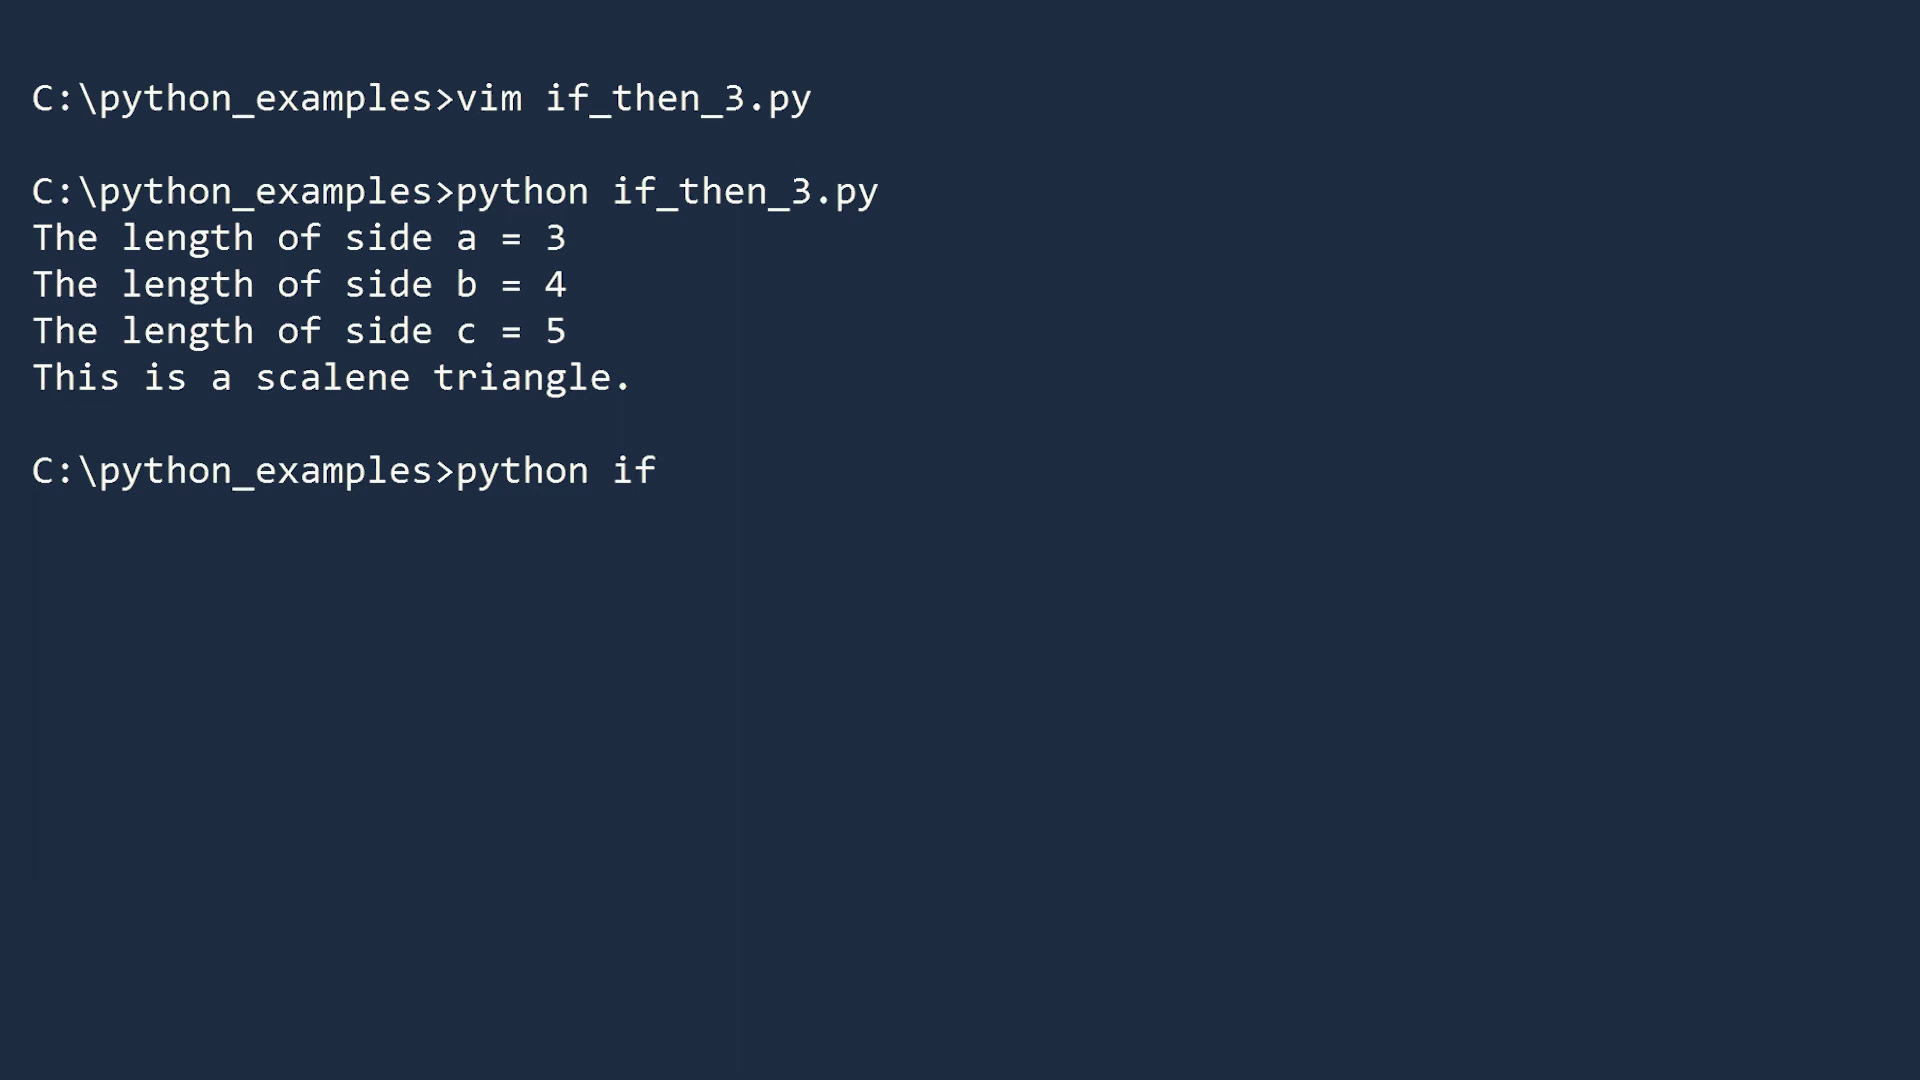 C:\python_examples>vim if_then_3.py
C:\python_examples>python if_then_3.py
The length of side a = 3
The length of side b = 4
The length of side c = 5
This is a scalene triangle.
C:\python_examples>python if